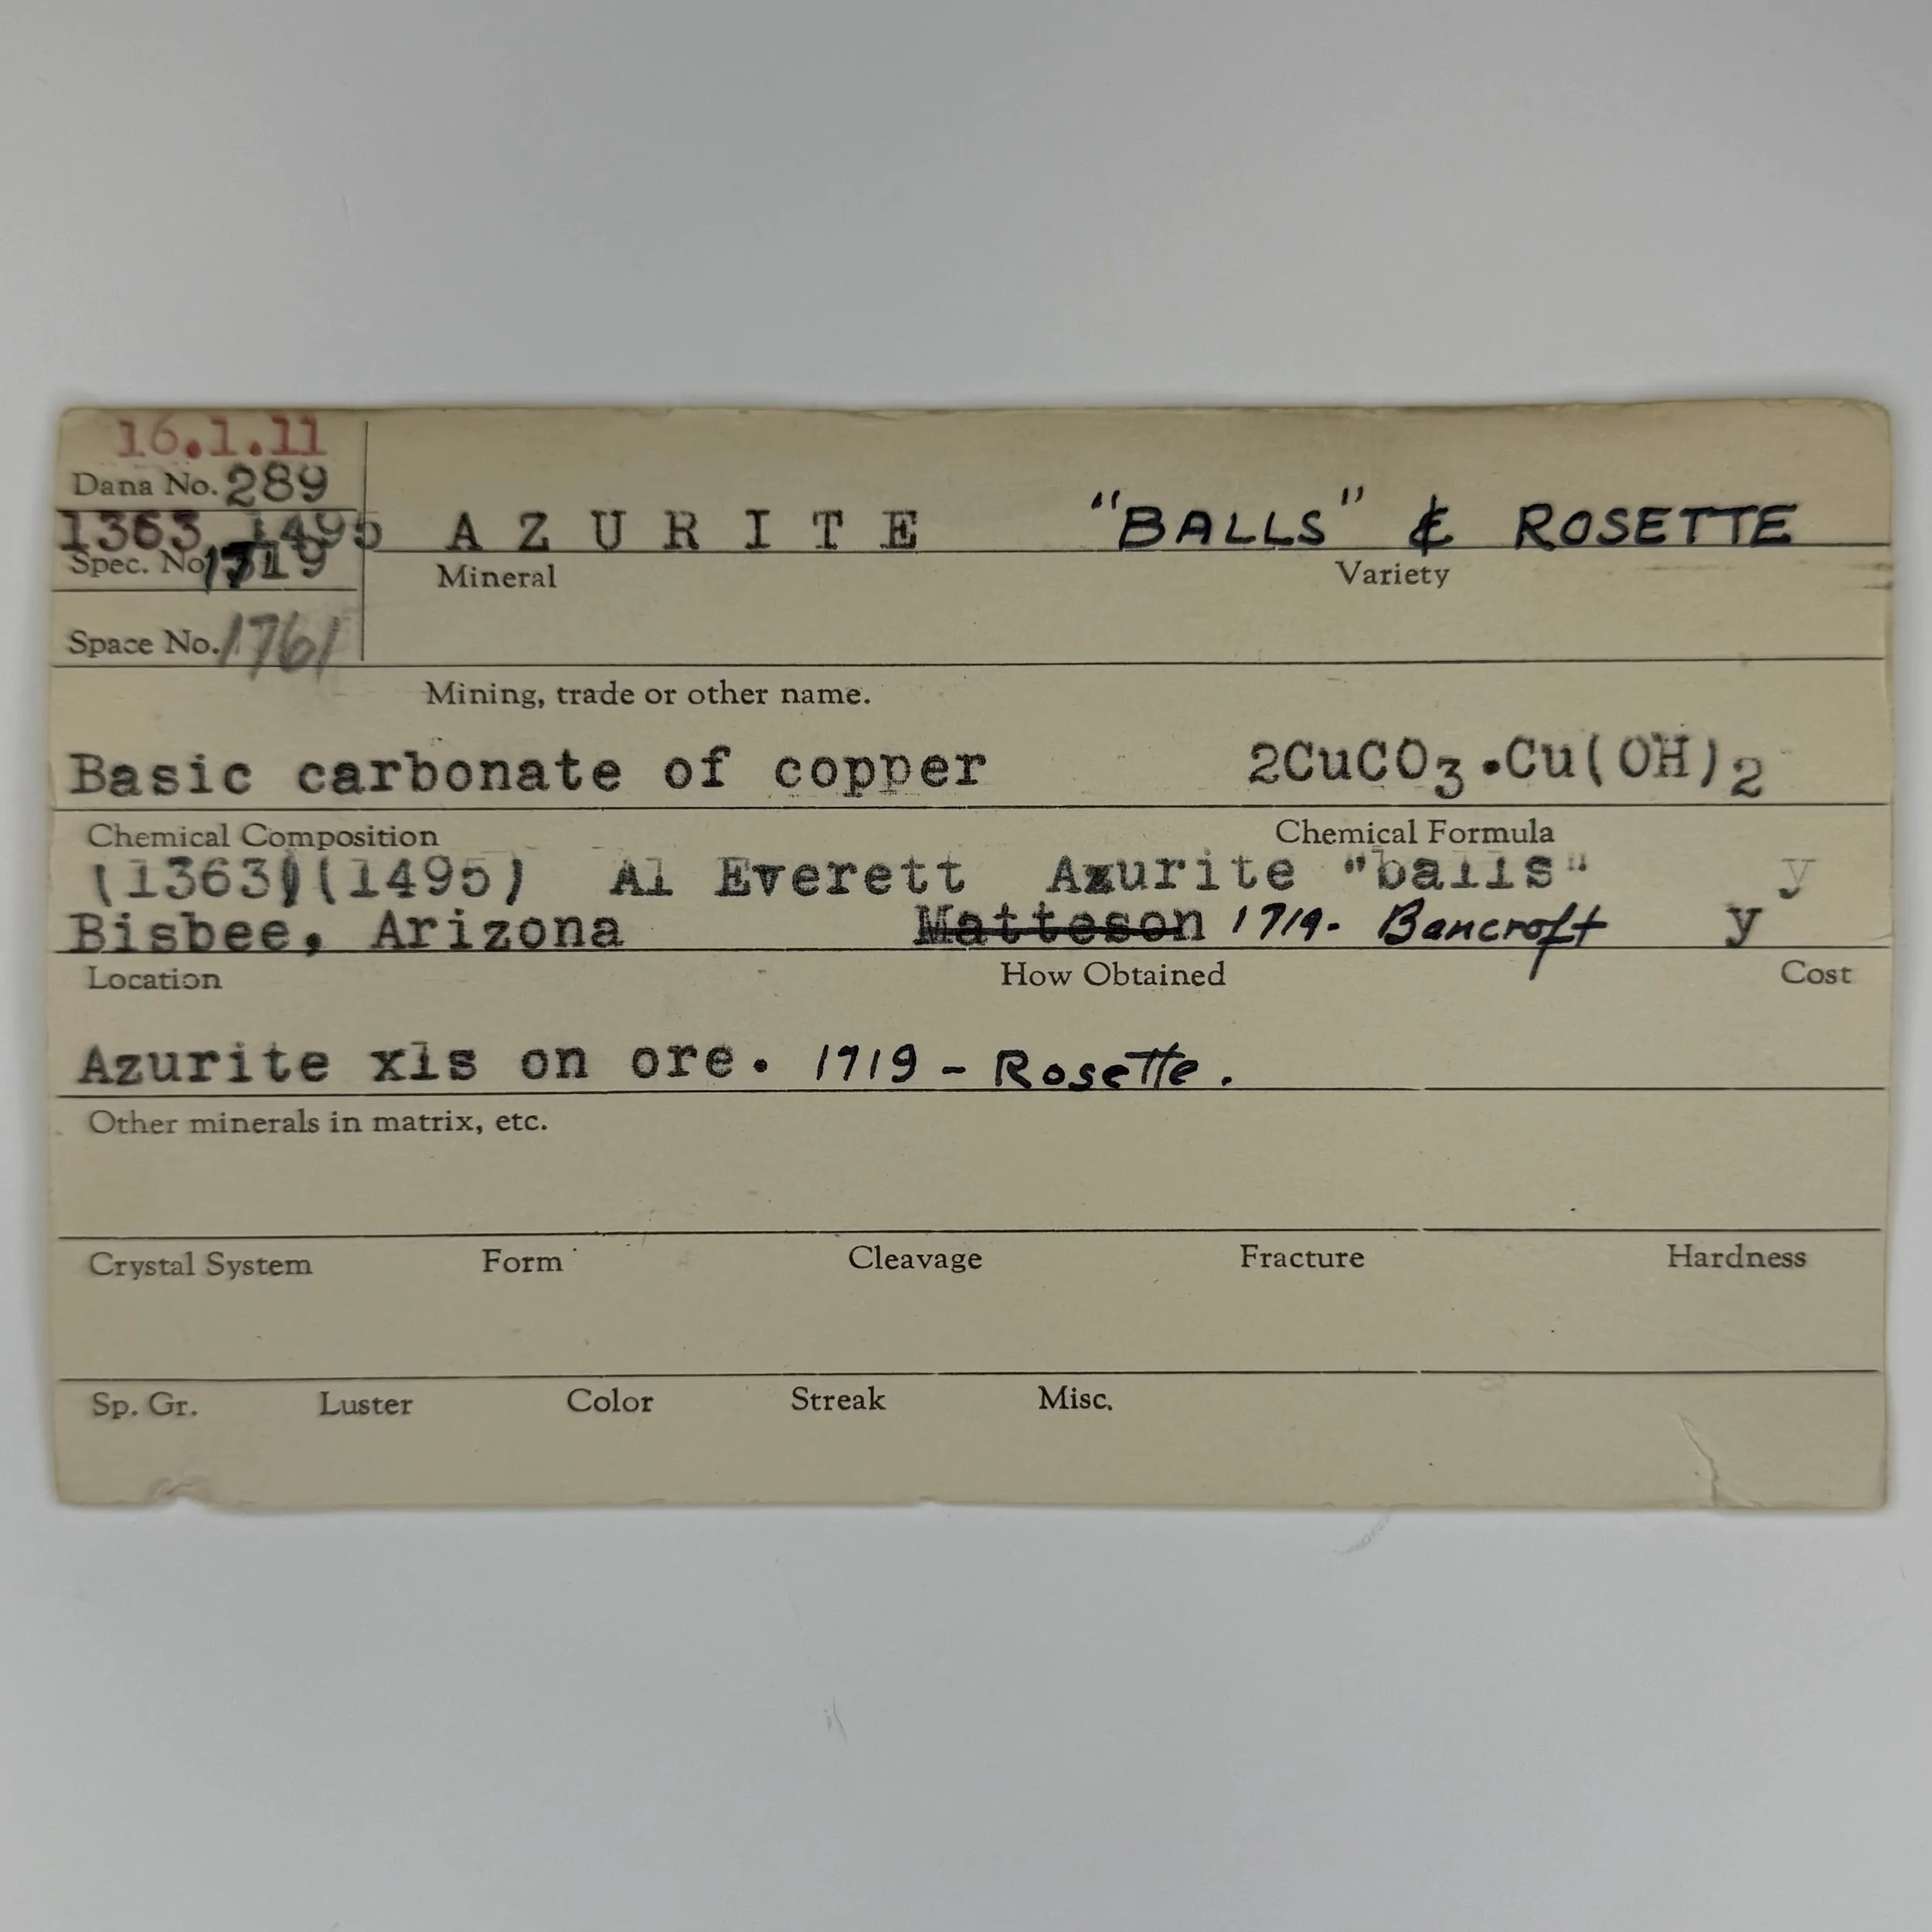 16.1.11
Dana No. 289
1363, 1495
Spec. No. 1719
AZURITE "BALLS" & ROSETTE
Mineral Variety
Space No. 1761
Mining, trade or other name.
Basic carbonate of copper 2CuCO3.Cu(OH)2
Chemical Composition Chemical Formula
(1363)(1495) Al Everett Azurite "balls" y
Bisbee, Arizona Matteson 1719- Bancroft y
Location How Obtained Cost
Azurite xls on ore. 1719 - Rosette.
Other minerals in matrix, etc.
Crystal System Form Cleavage Fracture Hardness
Sp. Gr. Luster Color Streak Misc.